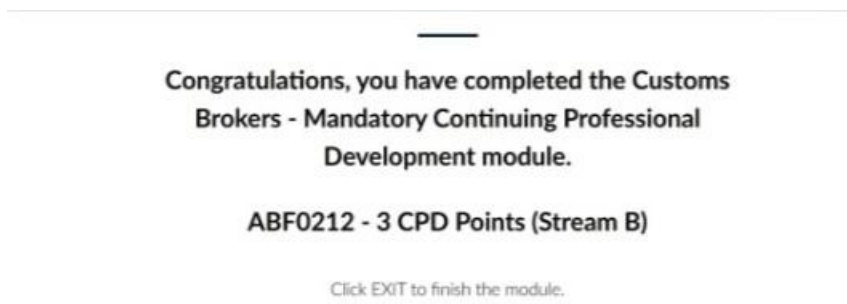 Congratulations, you have completed the Customs
Brokers - Mandatory Continuing Professional
Development module.
ABF0212 - 3 CPD Points (Stream B)
Click EXIT to finish the module.